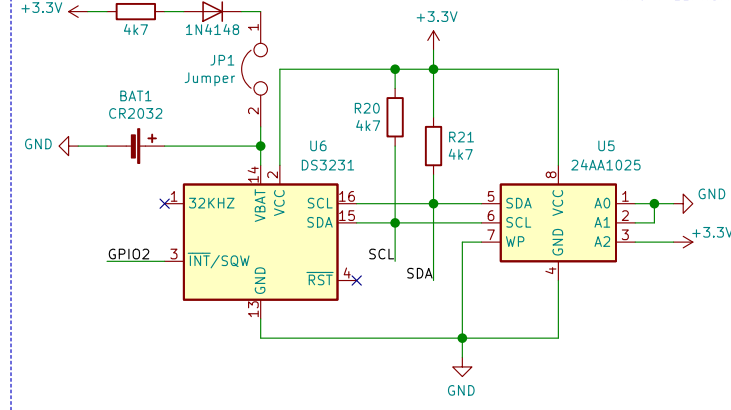 +3.3V
4k7
1N4148
1
JP1
Jumper
2
+3.3V
BAT1
CR2032
GND
+
R20
4k7
R21
4k7
U6
DS3231
U5
24AA1025
14
2
8
1
32KHZ
VBAT
VCC
SCL
16
SDA
15
5
SDA
VCC
A0
1
GND
6
SCL
A1
2
7
WP
GND
A2
3
+3.3V
GPIO2
3
INT/SQW
GND
RST
4
SCL
SDA
4
13
GND